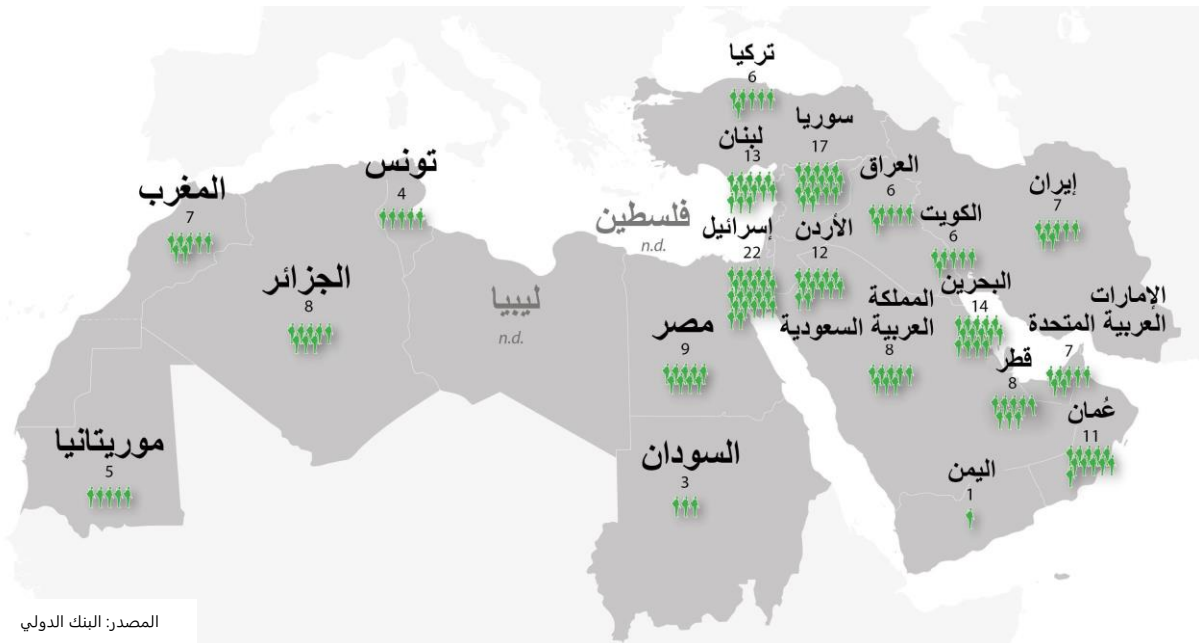 تركيا
6
سوريا
17
لبنان
13
العراق
6
إيران
7
تونس
4
المغرب
7
الكويت
6
فلسطين
n.d.
إسرائيل
22
الأردن
12
الجزائر
8
ليبيا
n.d.
البحرين
14
الإمارات
العربية المتحدة
7
المملكة
العربية السعودية
8
مصر
9
قطر
8
عُمان
11
موريتانيا
5
السودان
3
اليمن
1
المصدر: البنك الدولي